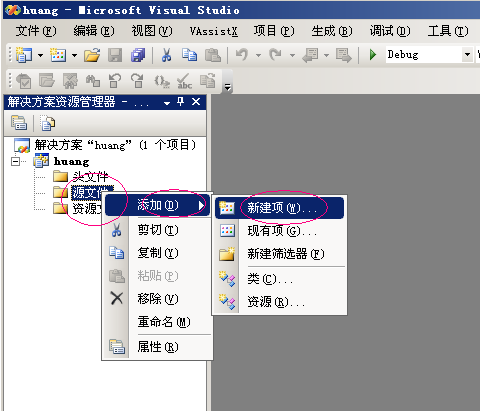 huang - Microsoft Visual Studio
文件(F) 编辑(E) 视图(V) VAssistX 项目(P) 生成(B) 调试(D) 工具(T)
Debug
abc
解决方案资源管理器 - ...
解决方案“huang”(1 个项目)
huang
头文件
源文件
资源文
添加(D)
剪切(T)
复制(Y)
粘贴(P)
移除(V)
重命名(M)
属性(R)
新建项(W)...
现有项(G)...
新建筛选器(F)
类(C)...
资源(R)...